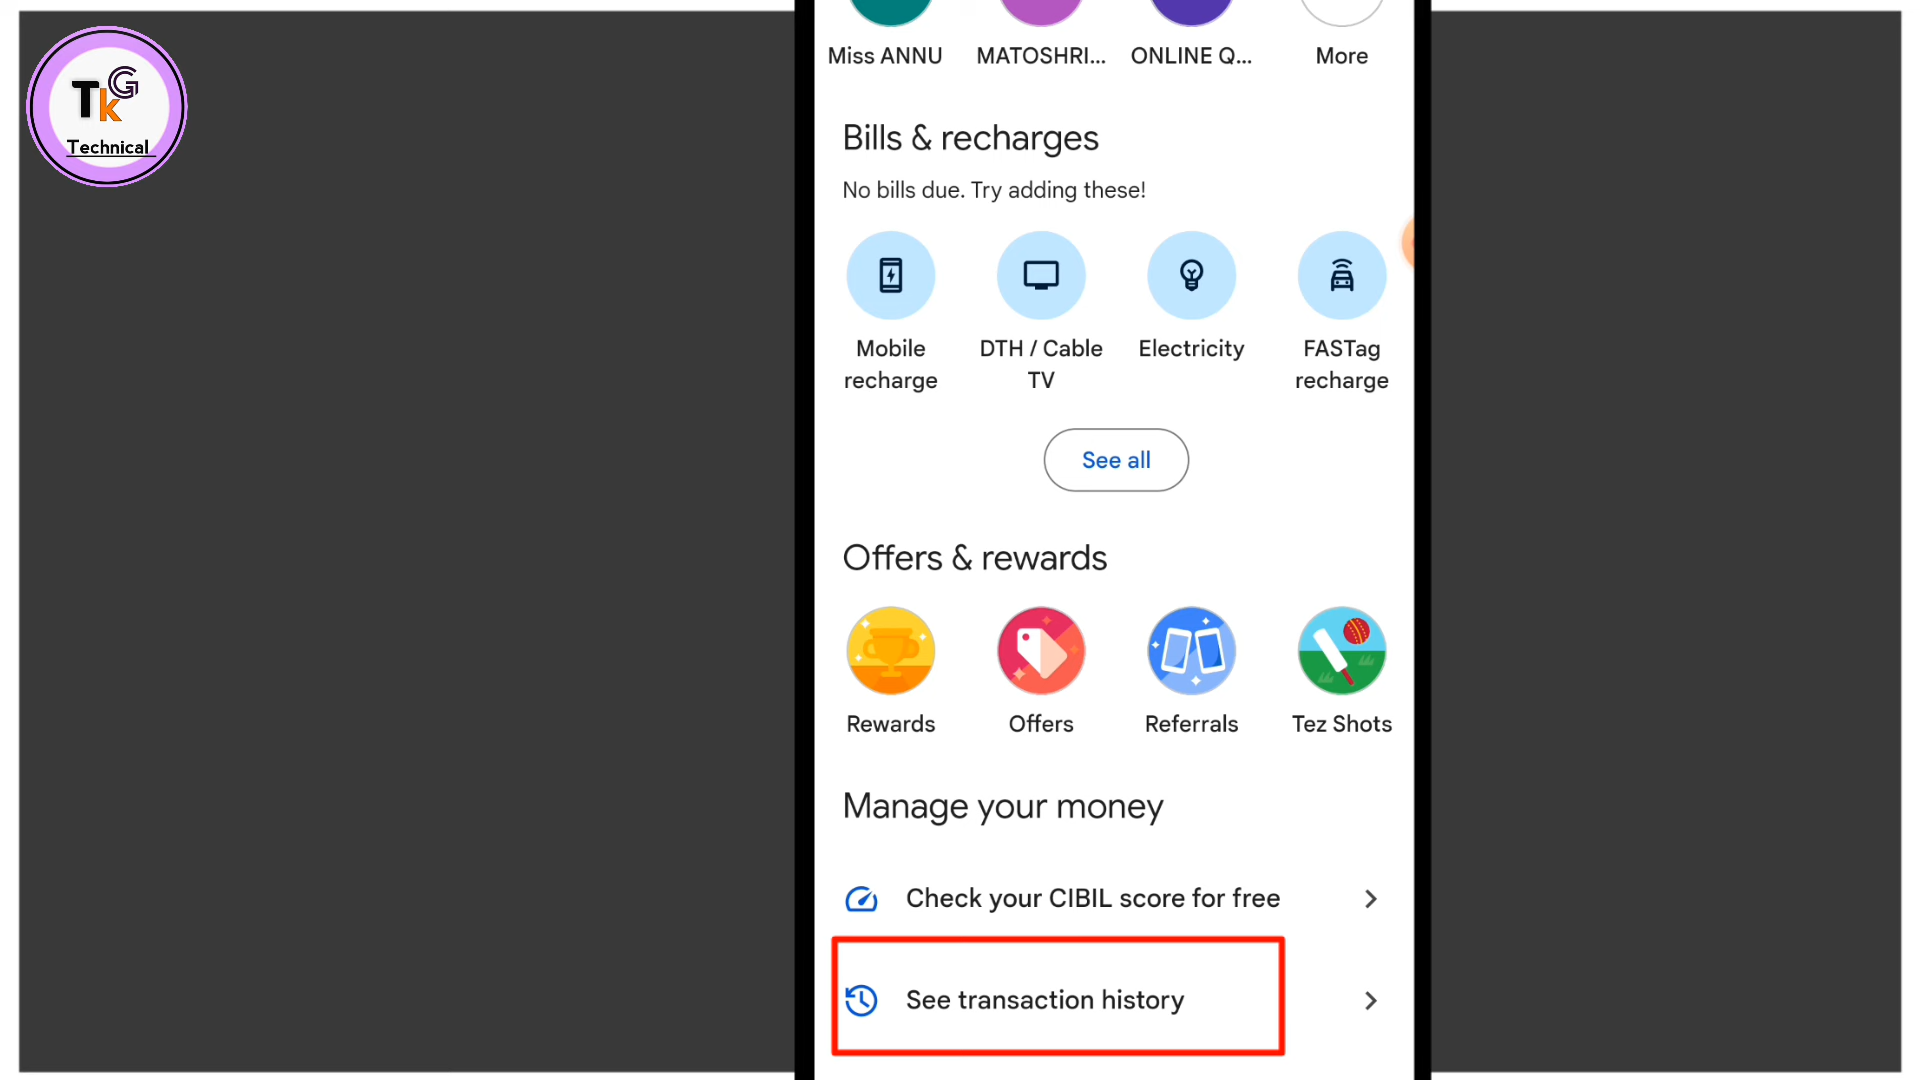 TkG
Technical
Miss ANNU MATOSHRI... ONLINE Q... More
Bills & recharges
No bills due. Try adding these!
Mobile recharge
DTH / Cable TV
Electricity
FASTag recharge
See all
Offers & rewards
Rewards Offers Referrals Tez Shots
Manage your money
Check your CIBIL score for free
See transaction history